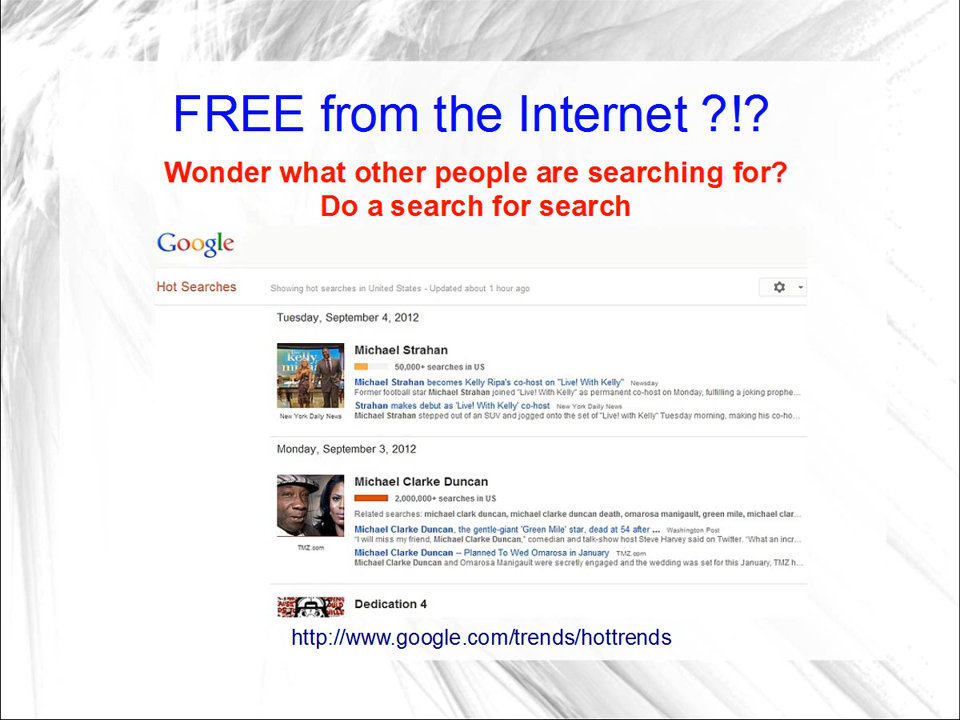 FREE from the Internet ?!?
Wonder what other people are searching for?
Do a search for search
Google
Hot Searches
Showing hot searches in United States - Updated about 1 hour ago
Tuesday, September 4, 2012
Michael Strahan
50,000+ searches in US
Michael Strahan becomes Kelly Ripa's co-host on "Live! With Kelly" Newsday
Former football star Michael Strahan joined "Live! With Kelly" as permanent co-host on Monday, fulfilling a joking prophe...
Strahan makes debut as 'Live! With Kelly' co-host New York Daily News
Michael Strahan stepped out of an SUV and jogged onto the set of "Live! with Kelly" Tuesday morning, making his co-ho...
kelly
New York Daily News
Monday, September 3, 2012
Michael Clarke Duncan
2,000,000+ searches in US
Related searches: michael clark duncan, michael clarke duncan death, omarosa manigault, green mile, michael clar...
Michael Clarke Duncan, the gentle-giant 'Green Mile' star, dead at 54 after ... Washington Post
"I will miss my friend, Michael Clarke Duncan," comedian and talk-show host Steve Harvey said on Twitter. "What an incr...
Michael Clarke Duncan -- Planned To Wed Omarosa in January TMZ.com
Michael Clarke Duncan and Omarosa Manigault were secretly engaged and the wedding was set for this January, TMZ h...
TMZ.com
Dedication 4
http://www.google.com/trends/hottrends